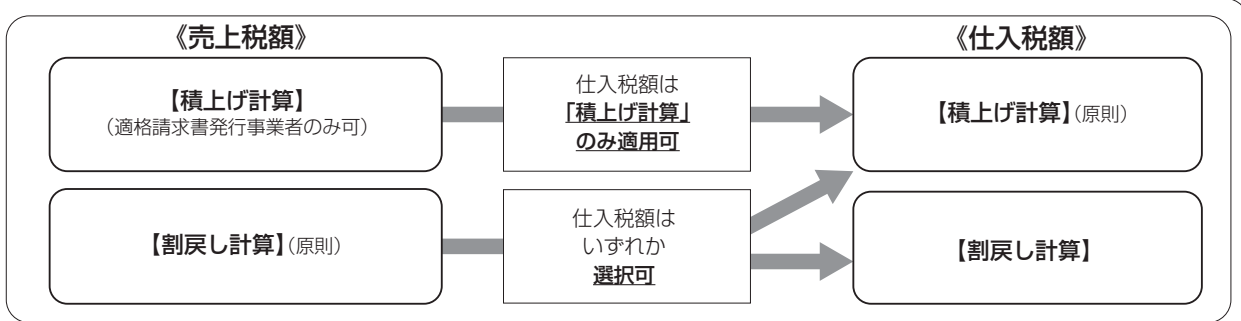 《売上税額》
《仕入税額》
【積上げ計算】
（適格請求書発行事業者のみ可）
仕入税額は
「積上げ計算」
のみ適用可
【積上げ計算】（原則）
【割戻し計算】（原則）
仕入税額は
いずれか
選択可
【割戻し計算】